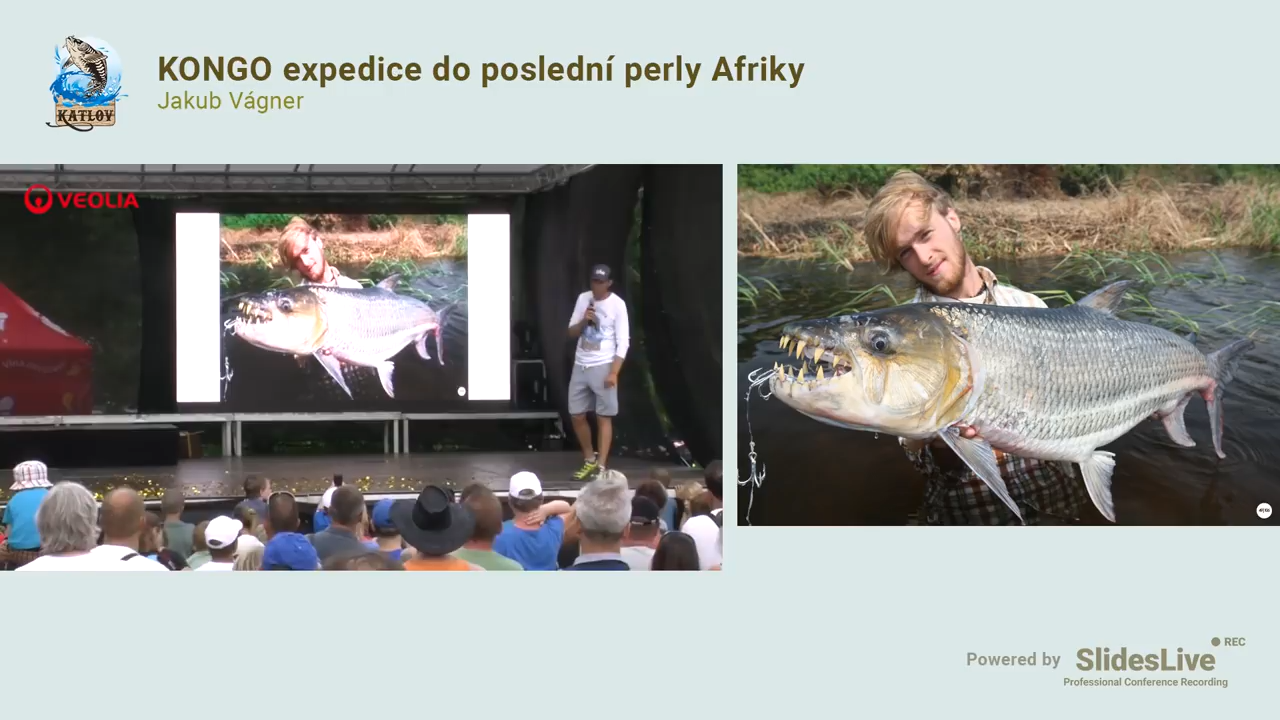 KONGO expedice do poslední perly Afriky
Jakub Vágner
KATLOV
VEOLIA
REC
Powered by SlidesLive
Professional Conference Recording